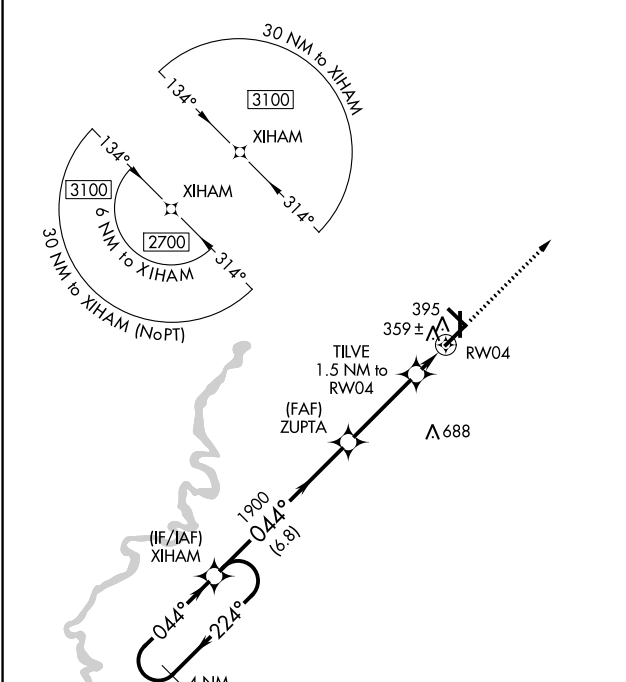 30 NM to XIHAM
134°
3100
XIHAM
314°
134°
3100
XIHAM
6 NM to XIHAM
2700
314°
30 NM to XIHAM (NoPT)
395
359 ±
RW04
TILVE
1.5 NM to
RW04
(FAF)
ZUPTA
688
1900
044°
(6.8)
(IF/IAF)
XIHAM
044°
224°
4 NM